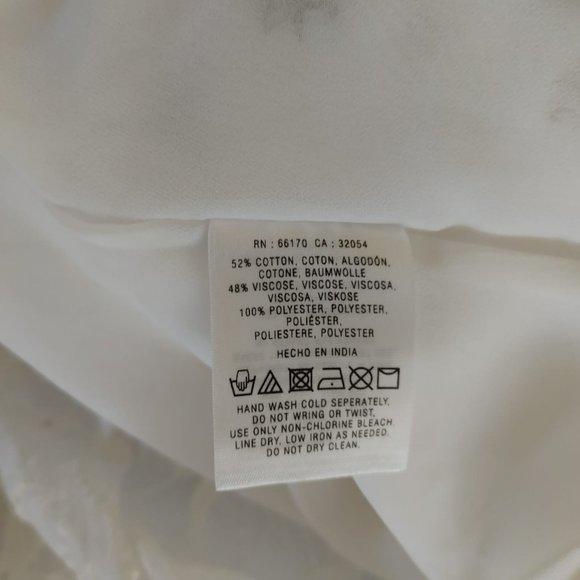 RN : 66170 CA : 32054
52% COTTON, COTON, ALGODÓN,
COTONE, BAUMWOLLE
48% VISCOSE, VISCOSE, VISCOSA,
VISCOSA, VISKOSE
100% POLYESTER, POLYESTER,
POLIÉSTER,
POLIESTERE, POLYESTER
HECHO EN INDIA
HAND WASH COLD SEPERATELY,
DO NOT WRING OR TWIST,
USE ONLY NON-CHLORINE BLEACH,
LINE DRY, LOW IRON AS NEEDED.
DO NOT DRY CLEAN.